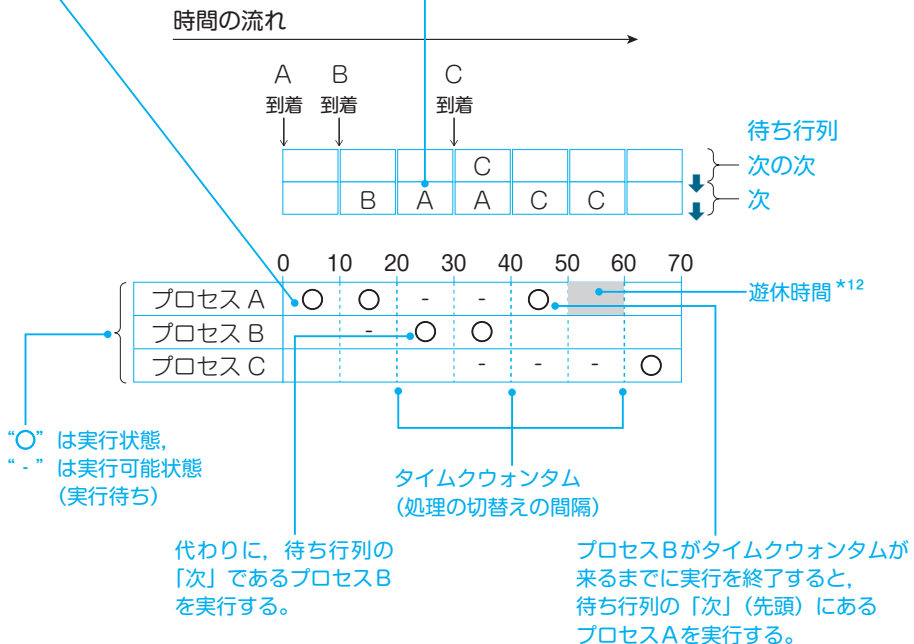 時間の流れ
A B C
到着 到着 到着
待ち行列
C 次の次
B A A C C 次
0 10 20 30 40 50 60 70
プロセスA ○ ○ - - ○ 遊休時間*12
プロセスB - ○ ○
プロセスC - - - ○
“○” は実行状態,
“-” は実行可能状態
(実行待ち)
タイムクウォンタム
(処理の切替えの間隔)
代わりに, 待ち行列の
「次」であるプロセスB
を実行する。
プロセスBがタイムクウォンタムが
来るまでに実行を終了すると,
待ち行列の「次」(先頭)にある
プロセスAを実行する。